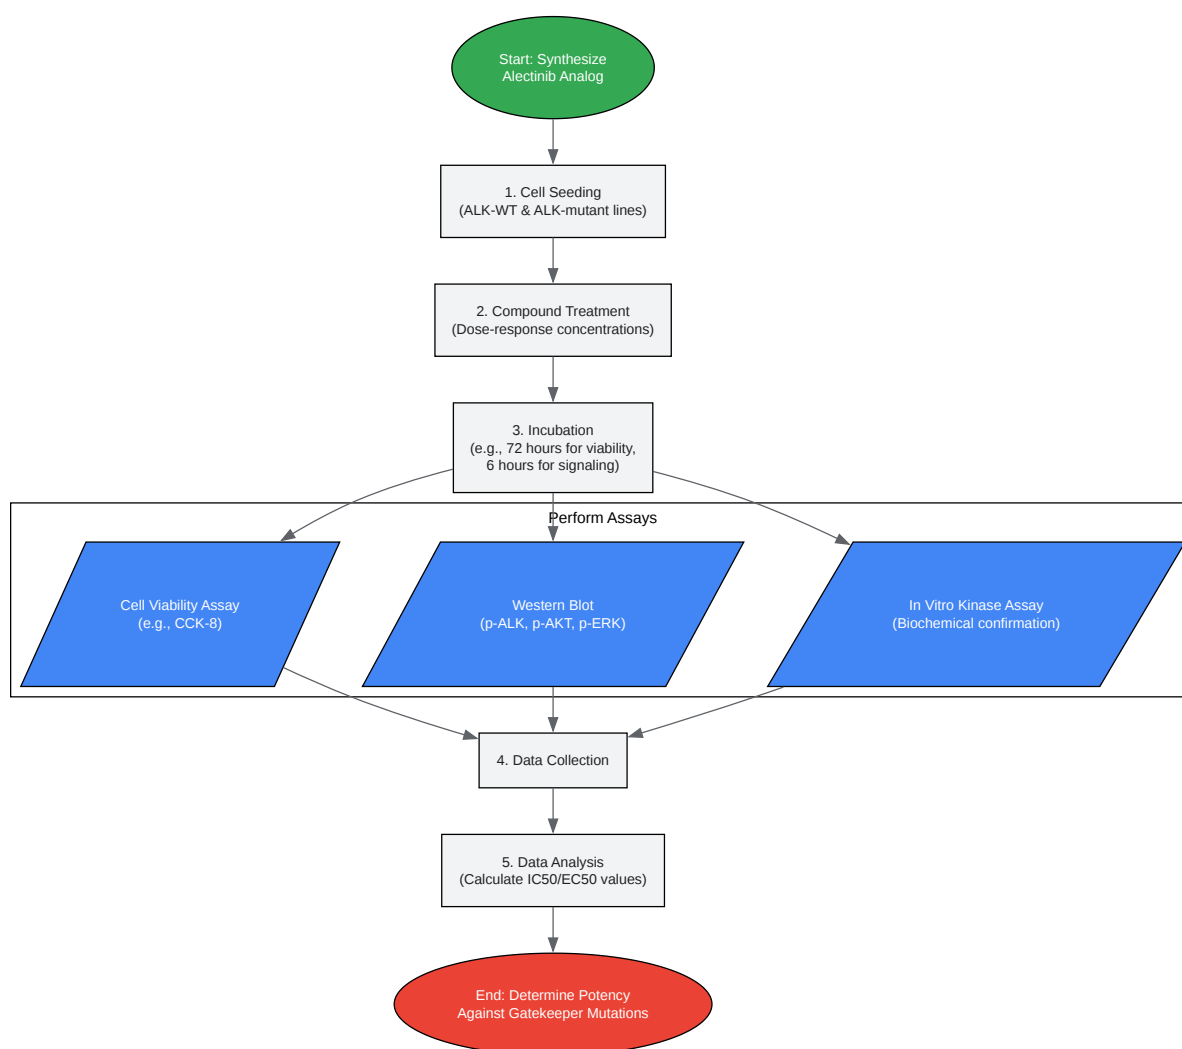 Start: Synthesize
Alectinib Analog
1. Cell Seeding
(ALK-WT & ALK-mutant lines)
2. Compound Treatment
(Dose-response concentrations)
3. Incubation
(e.g., 72 hours for viability,
6 hours for signaling)
Perform Assays
Cell Viability Assay
(e.g., CCK-8)
Western Blot
(p-ALK, p-AKT, p-ERK)
In Vitro Kinase Assay
(Biochemical confirmation)
4. Data Collection
5. Data Analysis
(Calculate IC50/EC50 values)
End: Determine Potency
Against Gatekeeper Mutations